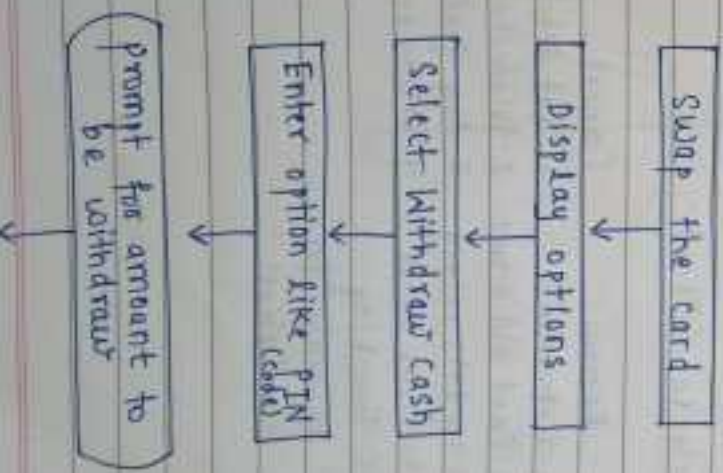 Swap the card
Display options
Select Withdraw cash
Enter option like PIN
(code)
prompt for amount to
be withdraw